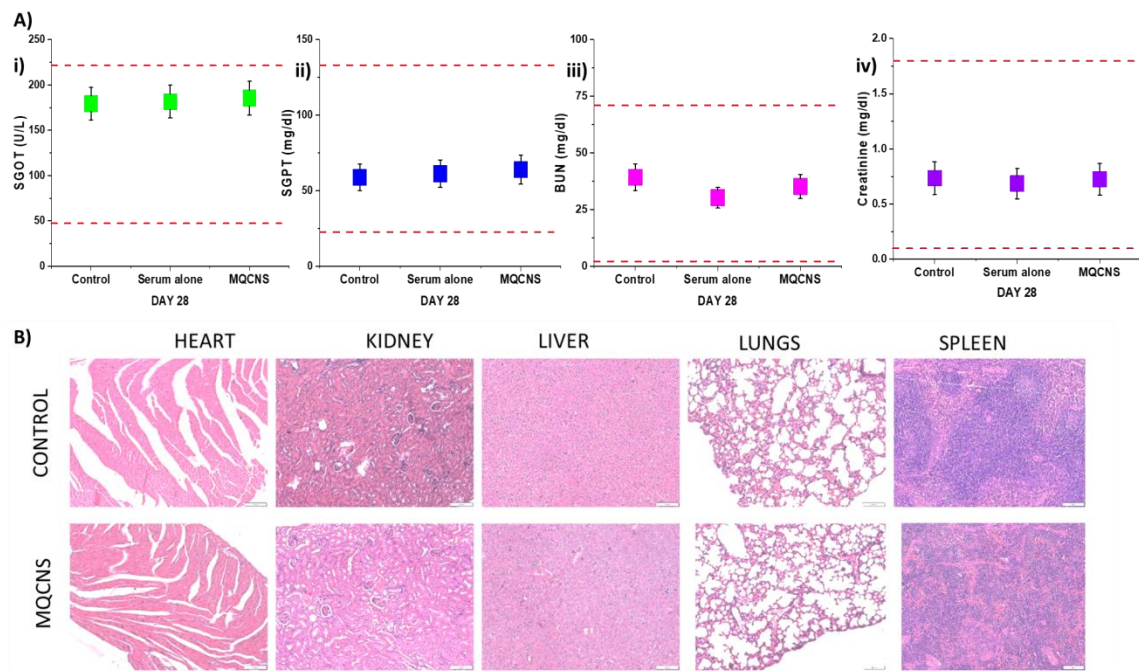 A)
i)
250
200
150
100
50
0
SGOT (U/L)
Control Serum alone MQCNS
DAY 28
ii)
150
100
50
0
SGPT (mg/dl)
Control Serum alone MQCNS
DAY 28
iii)
100
75
50
25
0
BUN (mg/dl)
Control Serum alone MQCNS
DAY 28
iv)
2.0
1.5
1.0
0.5
0.0
Creatinine (mg/dl)
Control Serum alone MQCNS
DAY 28
B)
HEART KIDNEY LIVER LUNGS SPLEEN
CONTROL
MQCNS